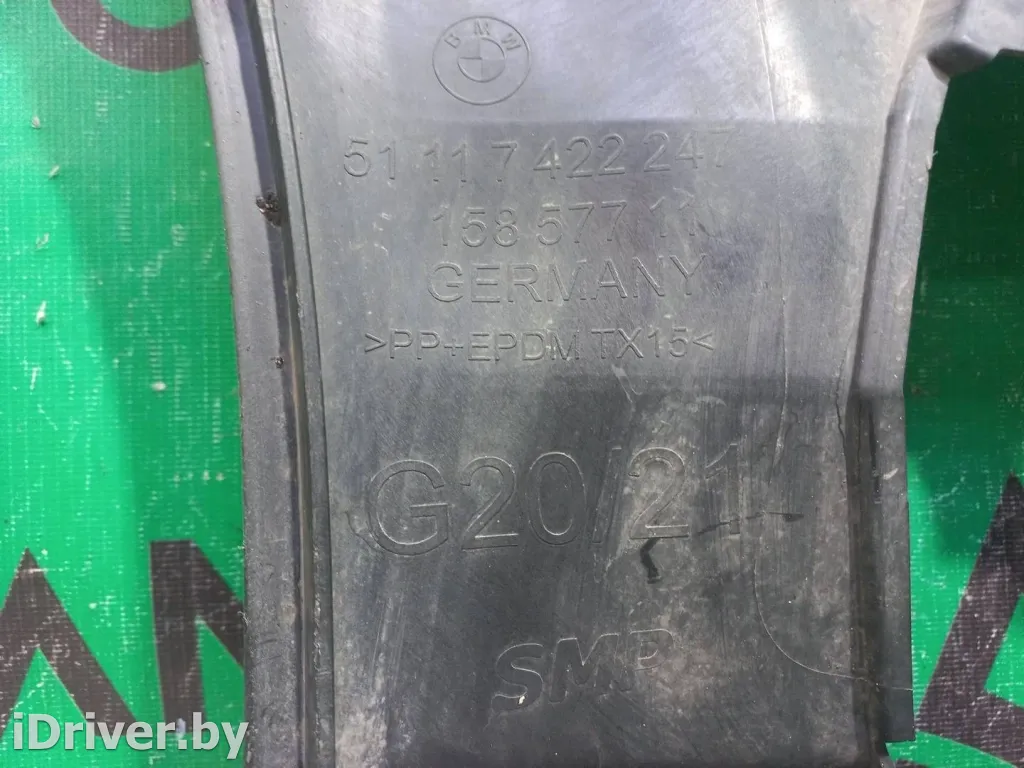 BMW
51 11 7 422 247
158 577 11
GERMANY
>PP+EPDM TX15<
G20/21
SMP
iDriver.by